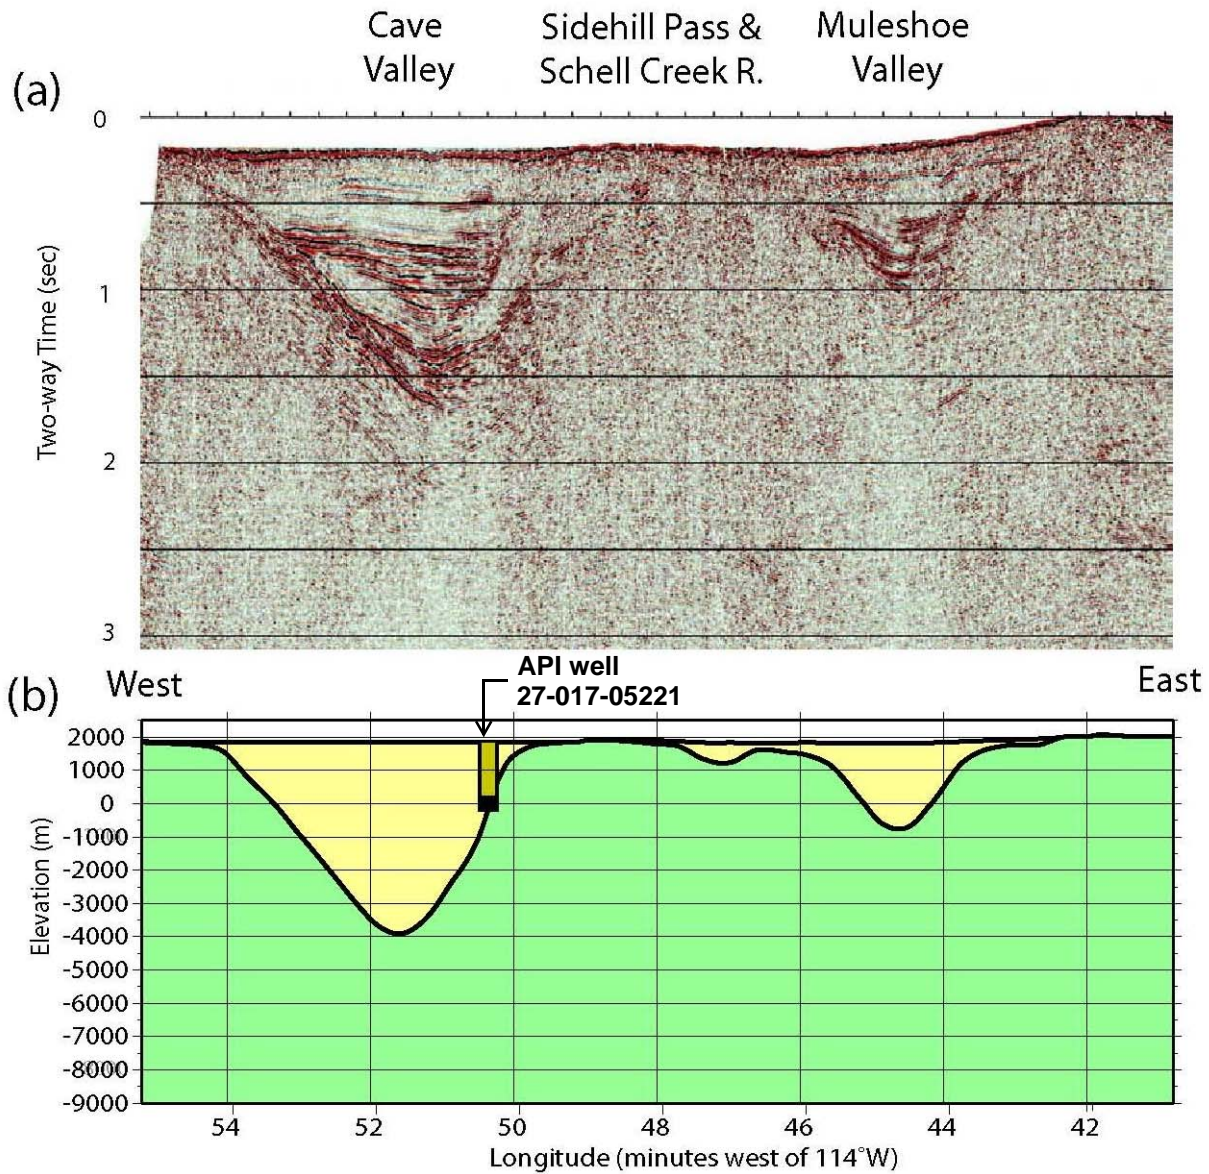 Cave
Valley
Sidehill Pass &
Schell Creek R.
Muleshoe
Valley
(a)
0
1
2
3
Two-way Time (sec)
API well
27-017-05221
(b)
West
East
2000
1000
0
-1000
-2000
-3000
-4000
-5000
-6000
-7000
-8000
-9000
Elevation (m)
54 52 50 48 46 44 42
Longitude (minutes west of 114°W)